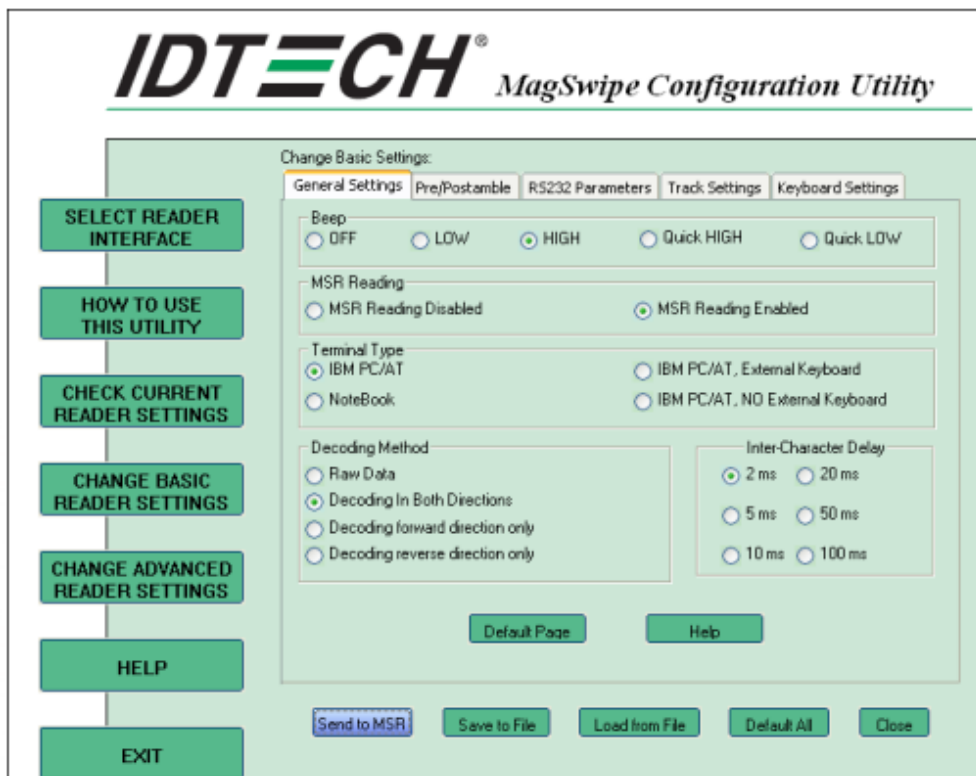 IDTECH®
MagSwipe Configuration Utility
SELECT READER
INTERFACE
HOW TO USE
THIS UTILITY
CHECK CURRENT
READER SETTINGS
CHANGE BASIC
READER SETTINGS
CHANGE ADVANCED
READER SETTINGS
HELP
EXIT
Change Basic Settings:
General Settings Pre/Postamble RS232 Parameters Track Settings Keyboard Settings
Beep
OFF LOW HIGH Quick HIGH Quick LOW
MSR Reading
MSR Reading Disabled MSR Reading Enabled
Terminal Type
IBM PC/AT IBM PC/AT, External Keyboard
NoteBook IBM PC/AT, NO External Keyboard
Decoding Method
Raw Data
Decoding In Both Directions
Decoding forward direction only
Decoding reverse direction only
Inter-Character Delay
2 ms 20 ms
5 ms 50 ms
10 ms 100 ms
Default Page Help
Send to MSR Save to File Load from File Default All Close